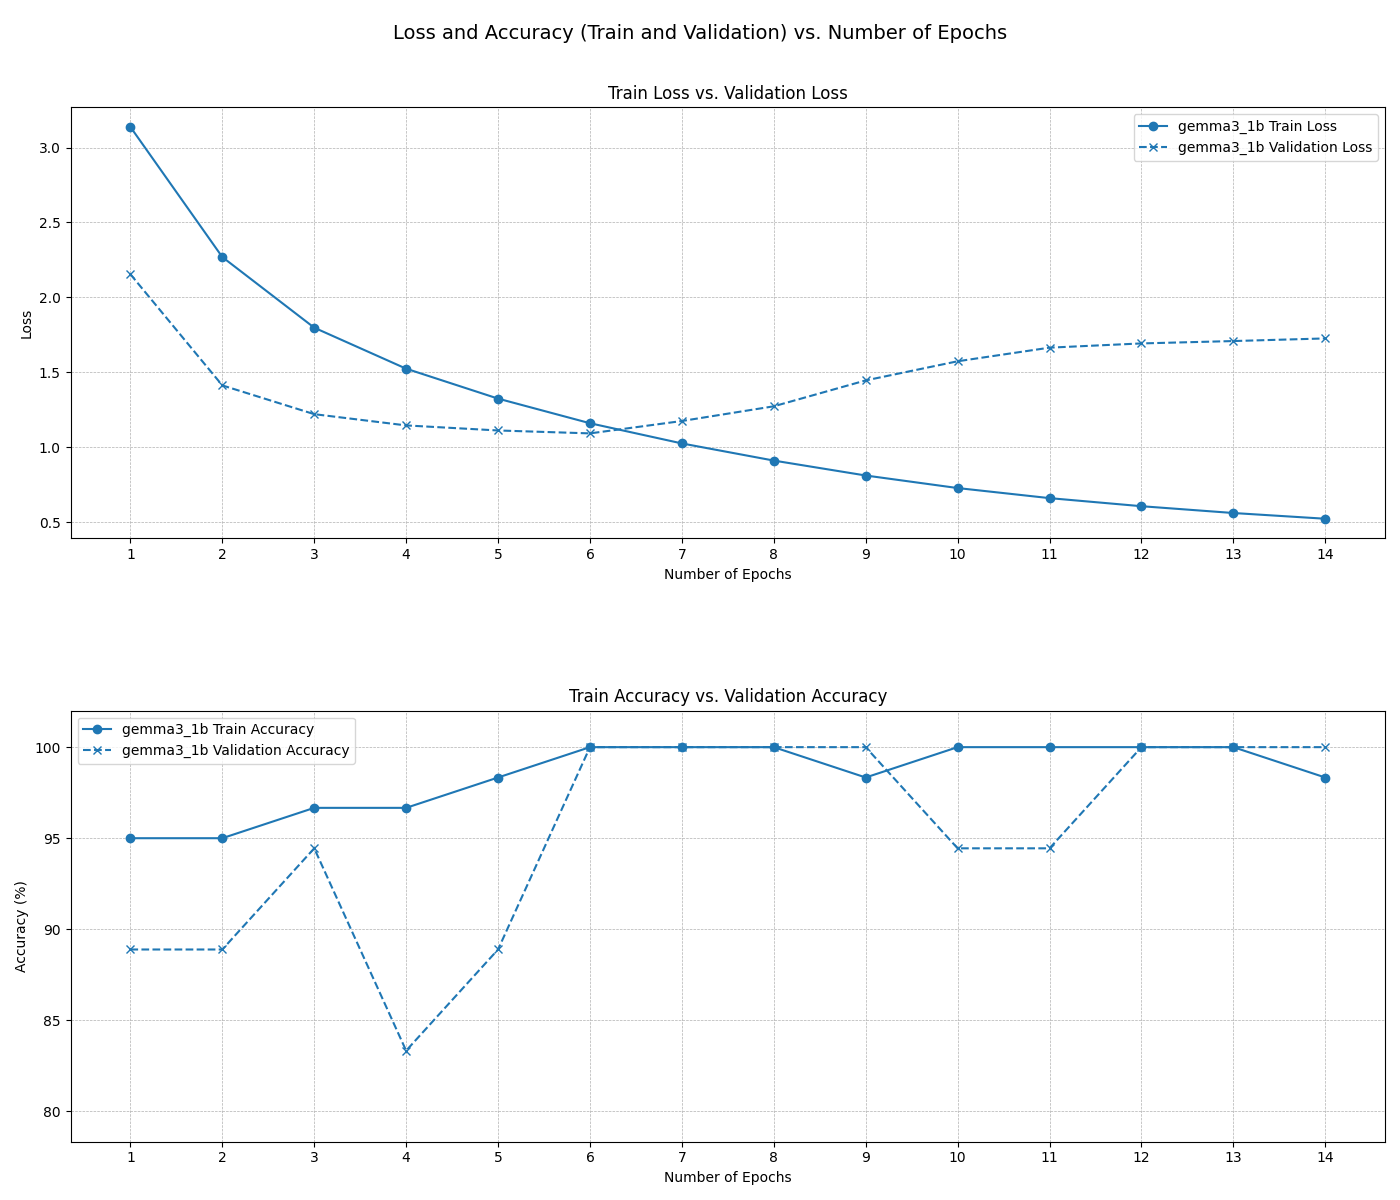 Loss and Accuracy (Train and Validation) vs. Number of Epochs
Train Loss vs. Validation Loss
gemma3_1b Train Loss
gemma3_1b Validation Loss
3.0
2.5
2.0
1.5
1.0
0.5
Loss
1 2 3 4 5 6 7 8 9 10 11 12 13 14
Number of Epochs
Train Accuracy vs. Validation Accuracy
gemma3_1b Train Accuracy
gemma3_1b Validation Accuracy
100
95
90
85
80
Accuracy (%)
1 2 3 4 5 6 7 8 9 10 11 12 13 14
Number of Epochs